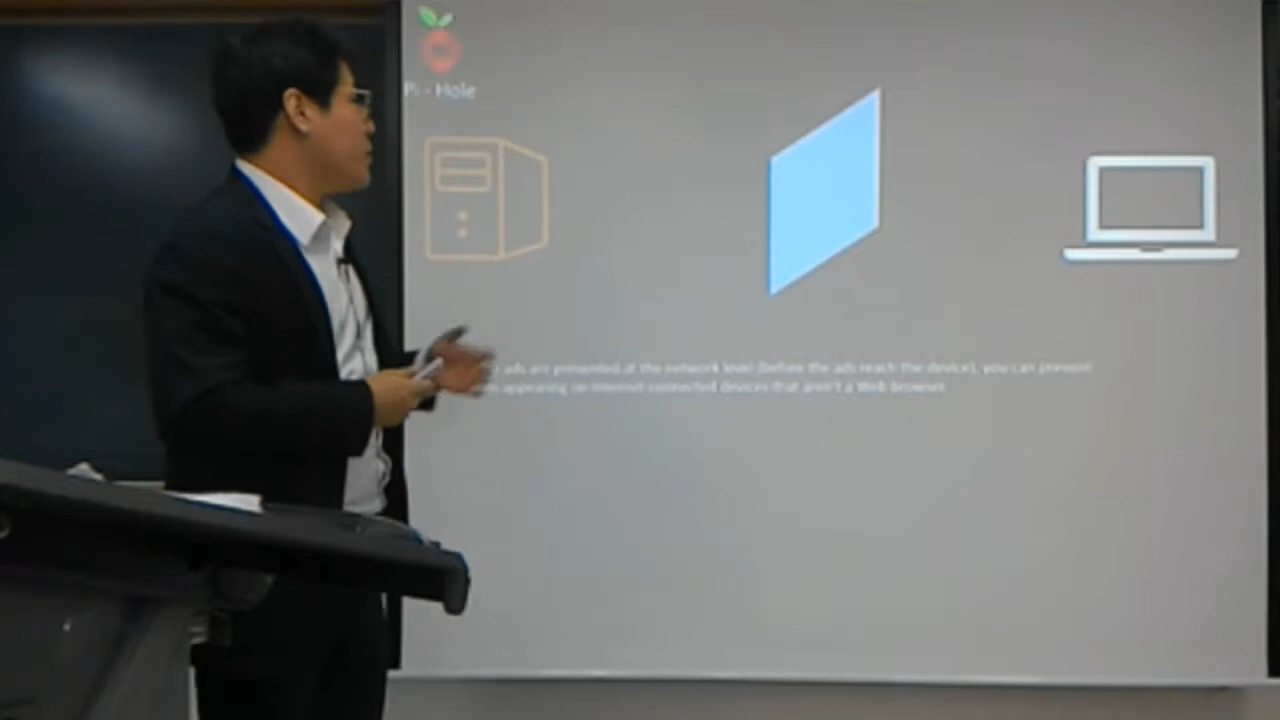 Pi - Hole
ads are presented at the network level (before the ads reach the device), you can prevent
appearing on Internet-connected devices that aren't a Web browser.